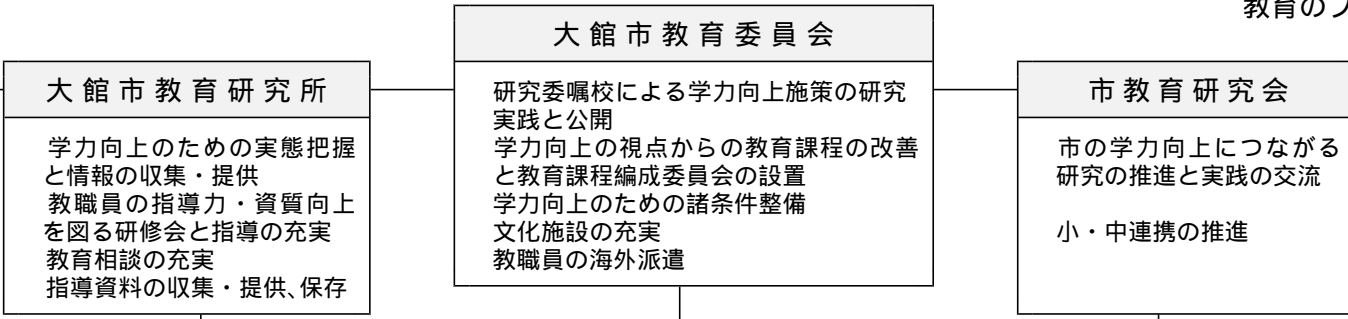 教育のフ
大館市教育委員会
大館市教育研究所
市教育研究会
学力向上のための実態把握
と情報の収集・提供
教職員の指導力・資質向上
を図る研修会と指導の充実
教育相談の充実
指導資料の収集・提供、保存
研究委嘱校による学力向上施策の研究
実践と公開
学力向上の視点からの教育課程の改善
と教育課程編成委員会の設置
学力向上のための諸条件整備
文化施設の充実
教職員の海外派遣
市の学力向上につながる
研究の推進と実践の交流
小・中連携の推進